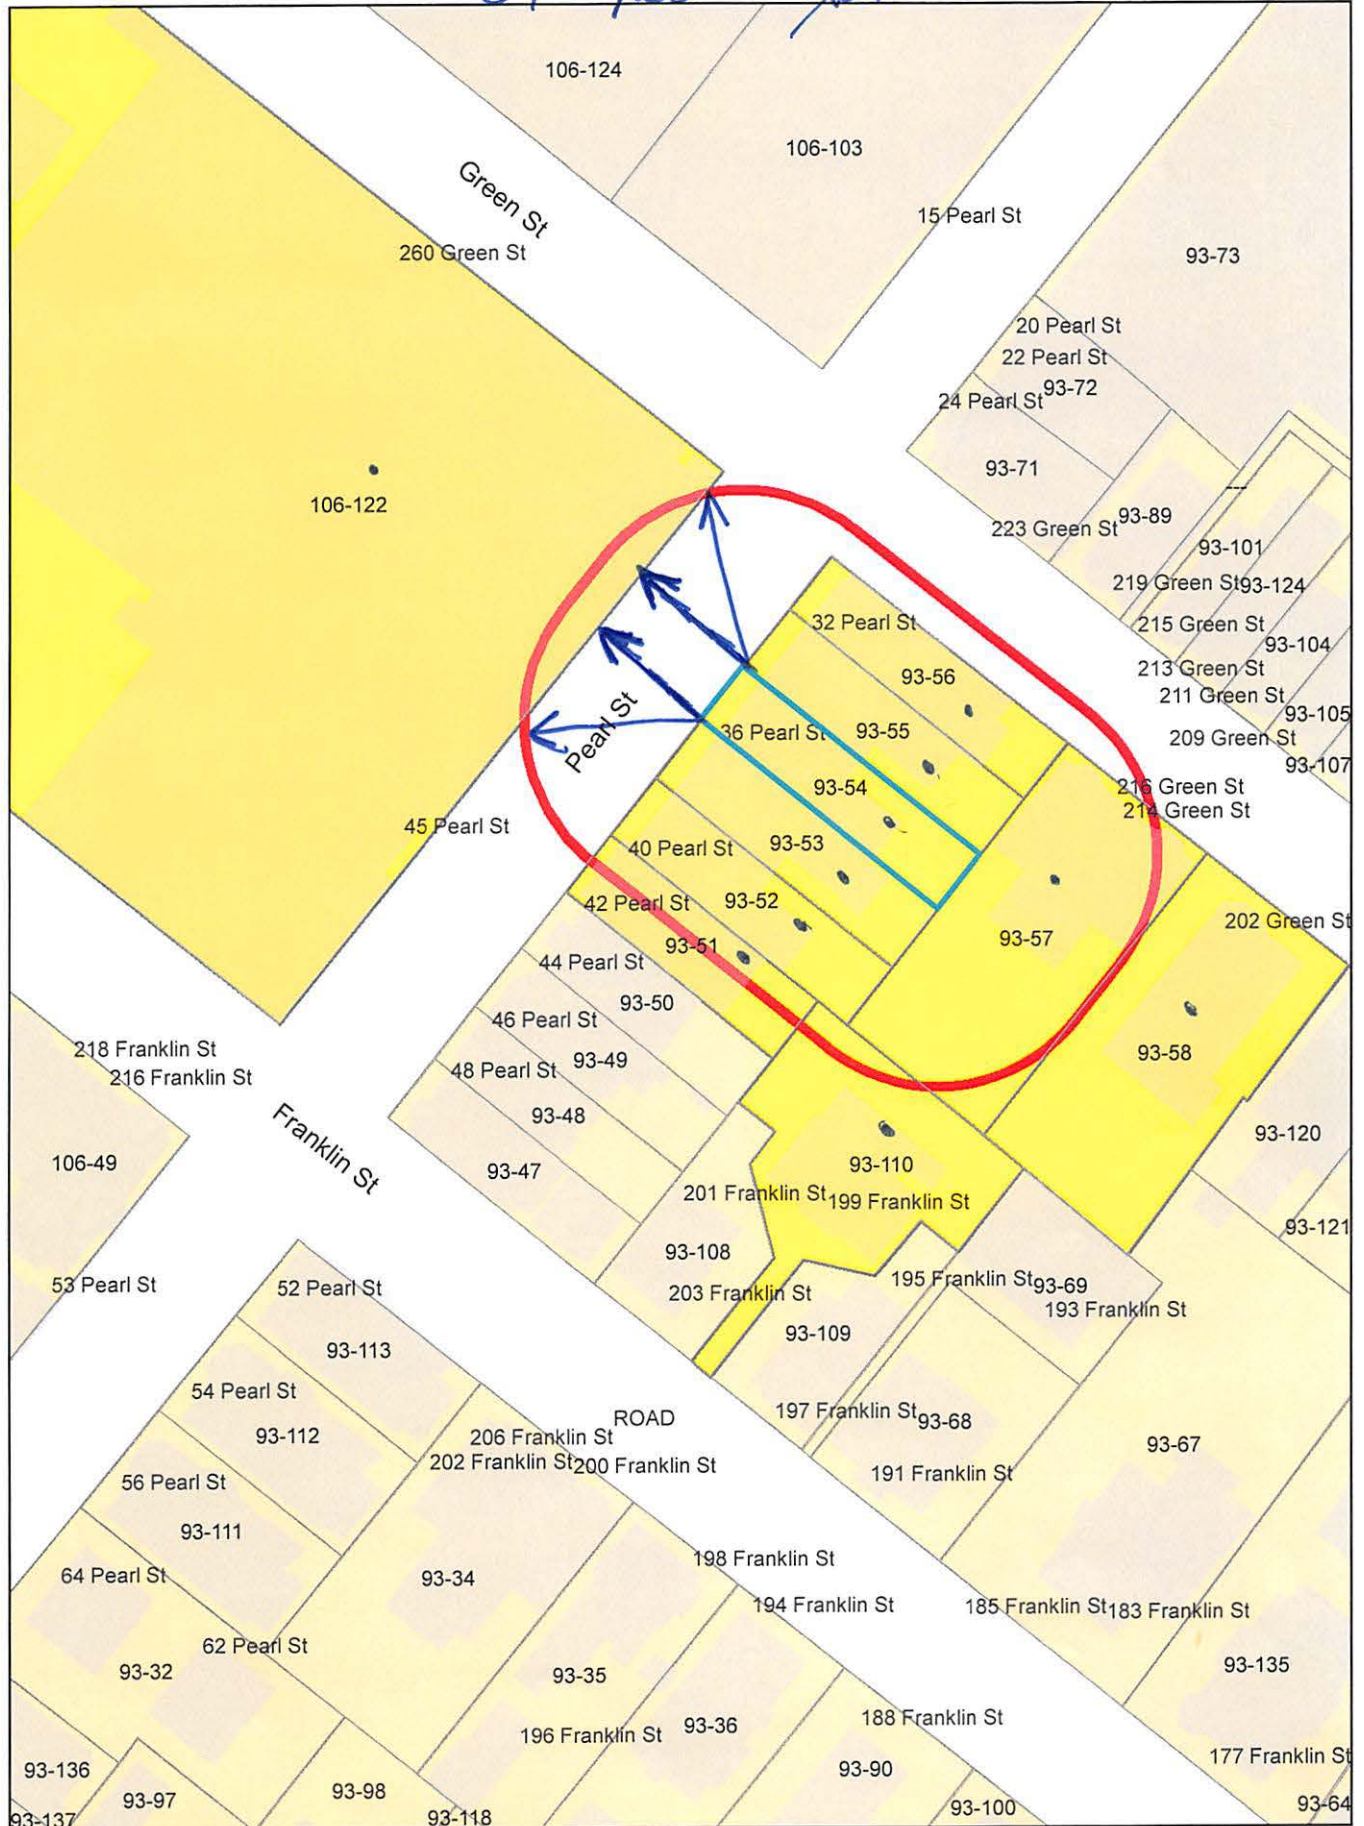 106-124
106-103
Green St
15 Pearl St
260 Green St
93-73
20 Pearl St
22 Pearl St
93-72
24 Pearl St
93-71
106-122
93-89
223 Green St
93-101
219 Green St
93-124
32 Pearl St
215 Green St
93-104
93-56
213 Green St
211 Green St
93-105
36 Pearl St
93-55
Pearl St
209 Green St
93-107
93-54
216 Green St
214 Green St
45 Pearl St
93-53
40 Pearl St
93-52
42 Pearl St
202 Green St
93-51
93-57
44 Pearl St
93-50
46 Pearl St
218 Franklin St
93-49
93-58
48 Pearl St
216 Franklin St
93-48
93-120
Franklin St
106-49
93-47
93-110
201 Franklin St
199 Franklin St
93-121
93-108
53 Pearl St
52 Pearl St
203 Franklin St
195 Franklin St
93-69
193 Franklin St
93-109
93-113
54 Pearl St
ROAD
197 Franklin St
93-68
93-112
206 Franklin St
93-67
202 Franklin St
200 Franklin St
191 Franklin St
56 Pearl St
93-111
198 Franklin St
64 Pearl St
93-34
194 Franklin St
185 Franklin St
183 Franklin St
62 Pearl St
93-32
93-35
93-135
188 Franklin St
196 Franklin St
93-36
177 Franklin St
93-136
93-90
93-98
93-97
93-100
93-64
93-118
93-137